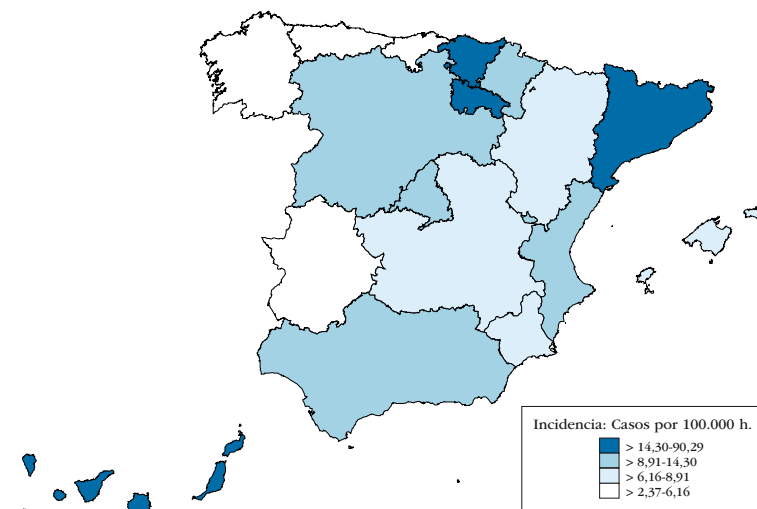 Incidencia: Casos por 100.000 h.
> 14,30-90,29
> 8,91-14,30
> 6,16-8,91
> 2,37-6,16